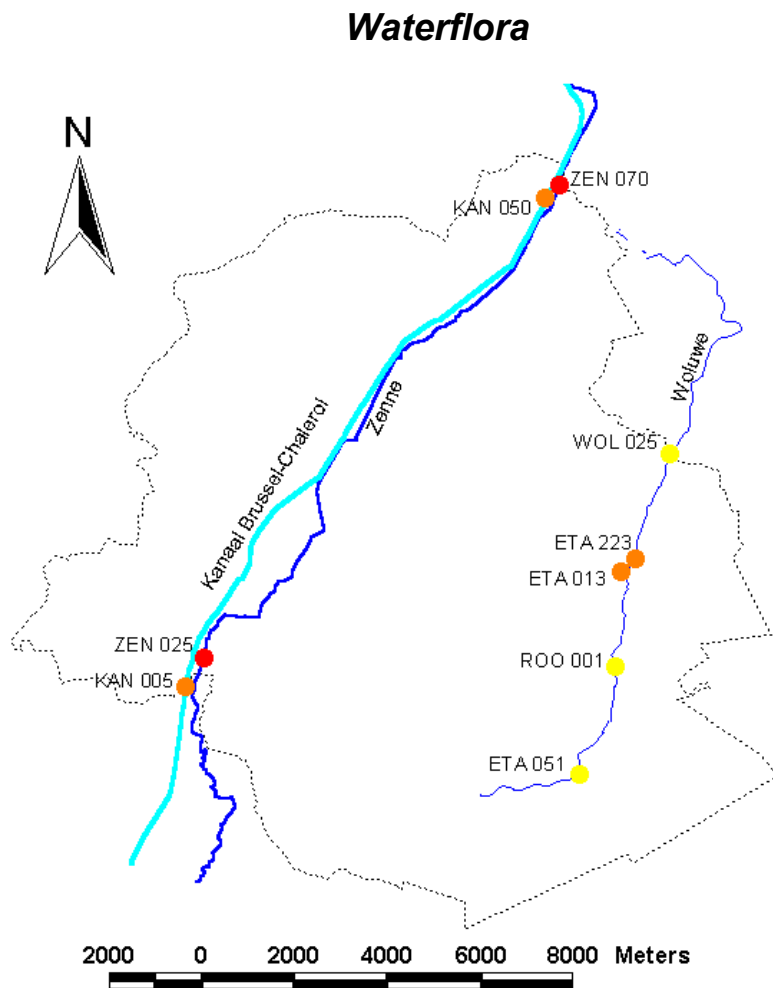 Waterflora
N
ZEN 070
KAN 050
Woluwe
Zenne
WOL 025
Kanaal Brussel-Chaleroi
ETA 223
ETA 013
ZEN 025
ROO 001
KAN 005
ETA 051
2000 0 2000 4000 6000 8000 Meters